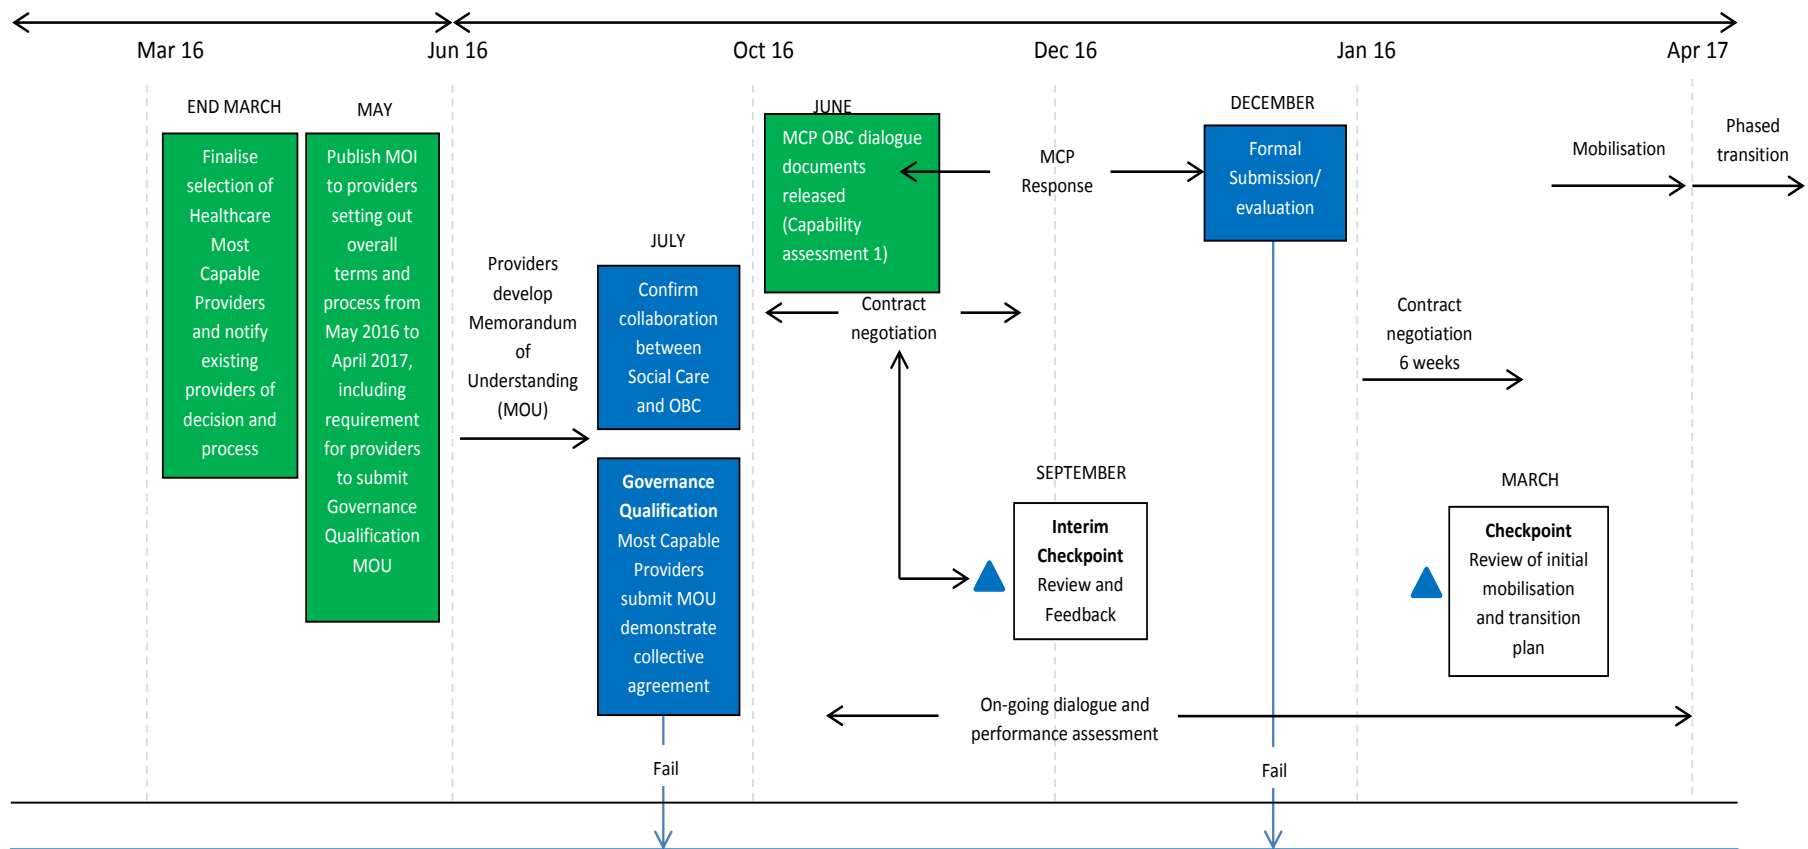 Mar 16
Jun 16
Oct 16
Dec 16
Jan 16
Apr 17
END MARCH
Finalise
selection of
Healthcare
Most
Capable
Providers
and notify
existing
providers of
decision and
process
MAY
Publish MOI
to providers
setting out
overall
terms and
process from
May 2016 to
April 2017,
including
requirement
for providers
to submit
Governance
Qualification
MOU
Providers
develop
Memorandum
of
Understanding
(MOU)
JULY
Confirm
collaboration
between
Social Care
and OBC
Governance
Qualification
Most Capable
Providers
submit MOU
demonstrate
collective
agreement
Fail
JUNE
MCP OBC dialogue
documents
released
(Capability
assessment 1)
MCP
Response
Contract
negotiation
SEPTEMBER
Interim
Checkpoint
Review and
Feedback
On-going dialogue and
performance assessment
DECEMBER
Formal
Submission/
evaluation
Fail
Contract
negotiation
6 weeks
MARCH
Checkpoint
Review of initial
mobilisation
and transition
plan
Mobilisation
Phased
transition